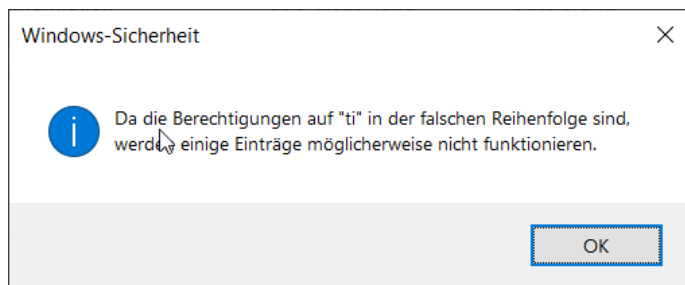 Windows-Sicherheit
Da die Berechtigungen auf "ti" in der falschen Reihenfolge sind,
werden einige Einträge möglicherweise nicht funktionieren.
OK